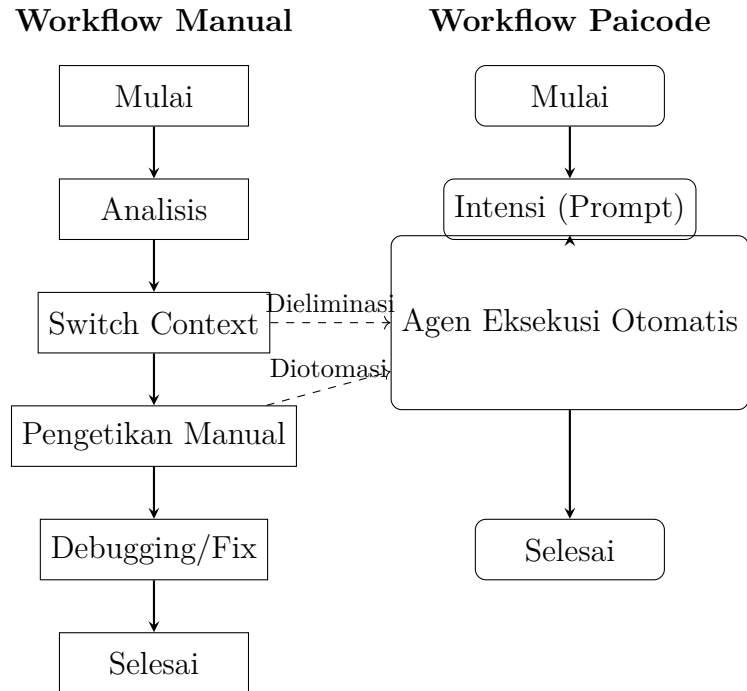 Workflow Manual
Mulai
Analisis
Switch Context
Pengetikan Manual
Debugging/Fix
Selesai
Dieliminasi
Diotomasi
Workflow Paicode
Mulai
Intensi (Prompt)
Agen Eksekusi Otomatis
Selesai